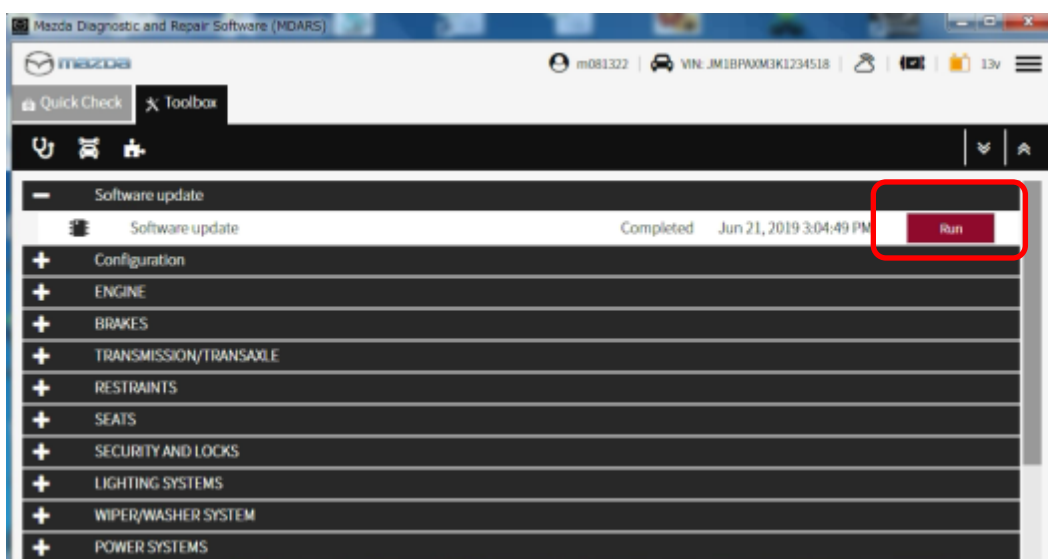 Mazda Diagnostic and Repair Software (MDARS)
mazda m081322 VIN: JM1BPAXM3K1234518 13v
Quick Check Toolbox
Software update
Software update Completed Jun 21, 2019 3:04:49 PM Run
Configuration
ENGINE
BRAKES
TRANSMISSION/TRANSAXLE
RESTRAINTS
SEATS
SECURITY AND LOCKS
LIGHTING SYSTEMS
WIPER/WASHER SYSTEM
POWER SYSTEMS